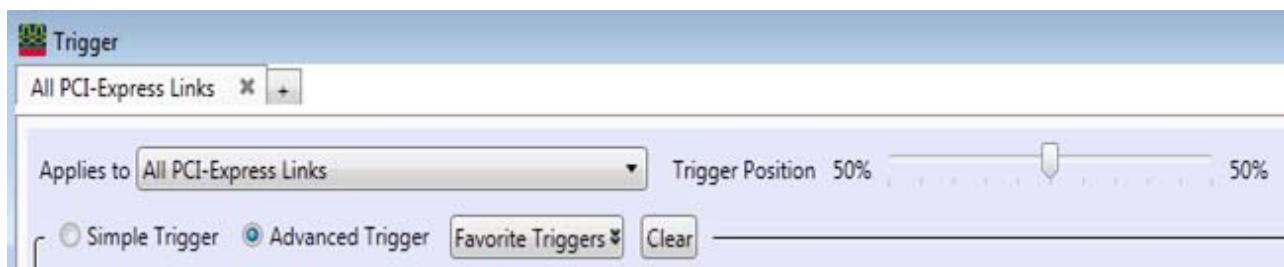 Trigger
All PCI-Express Links +
Applies to All PCI-Express Links Trigger Position 50% 50%
Simple Trigger Advanced Trigger Favorite Triggers Clear